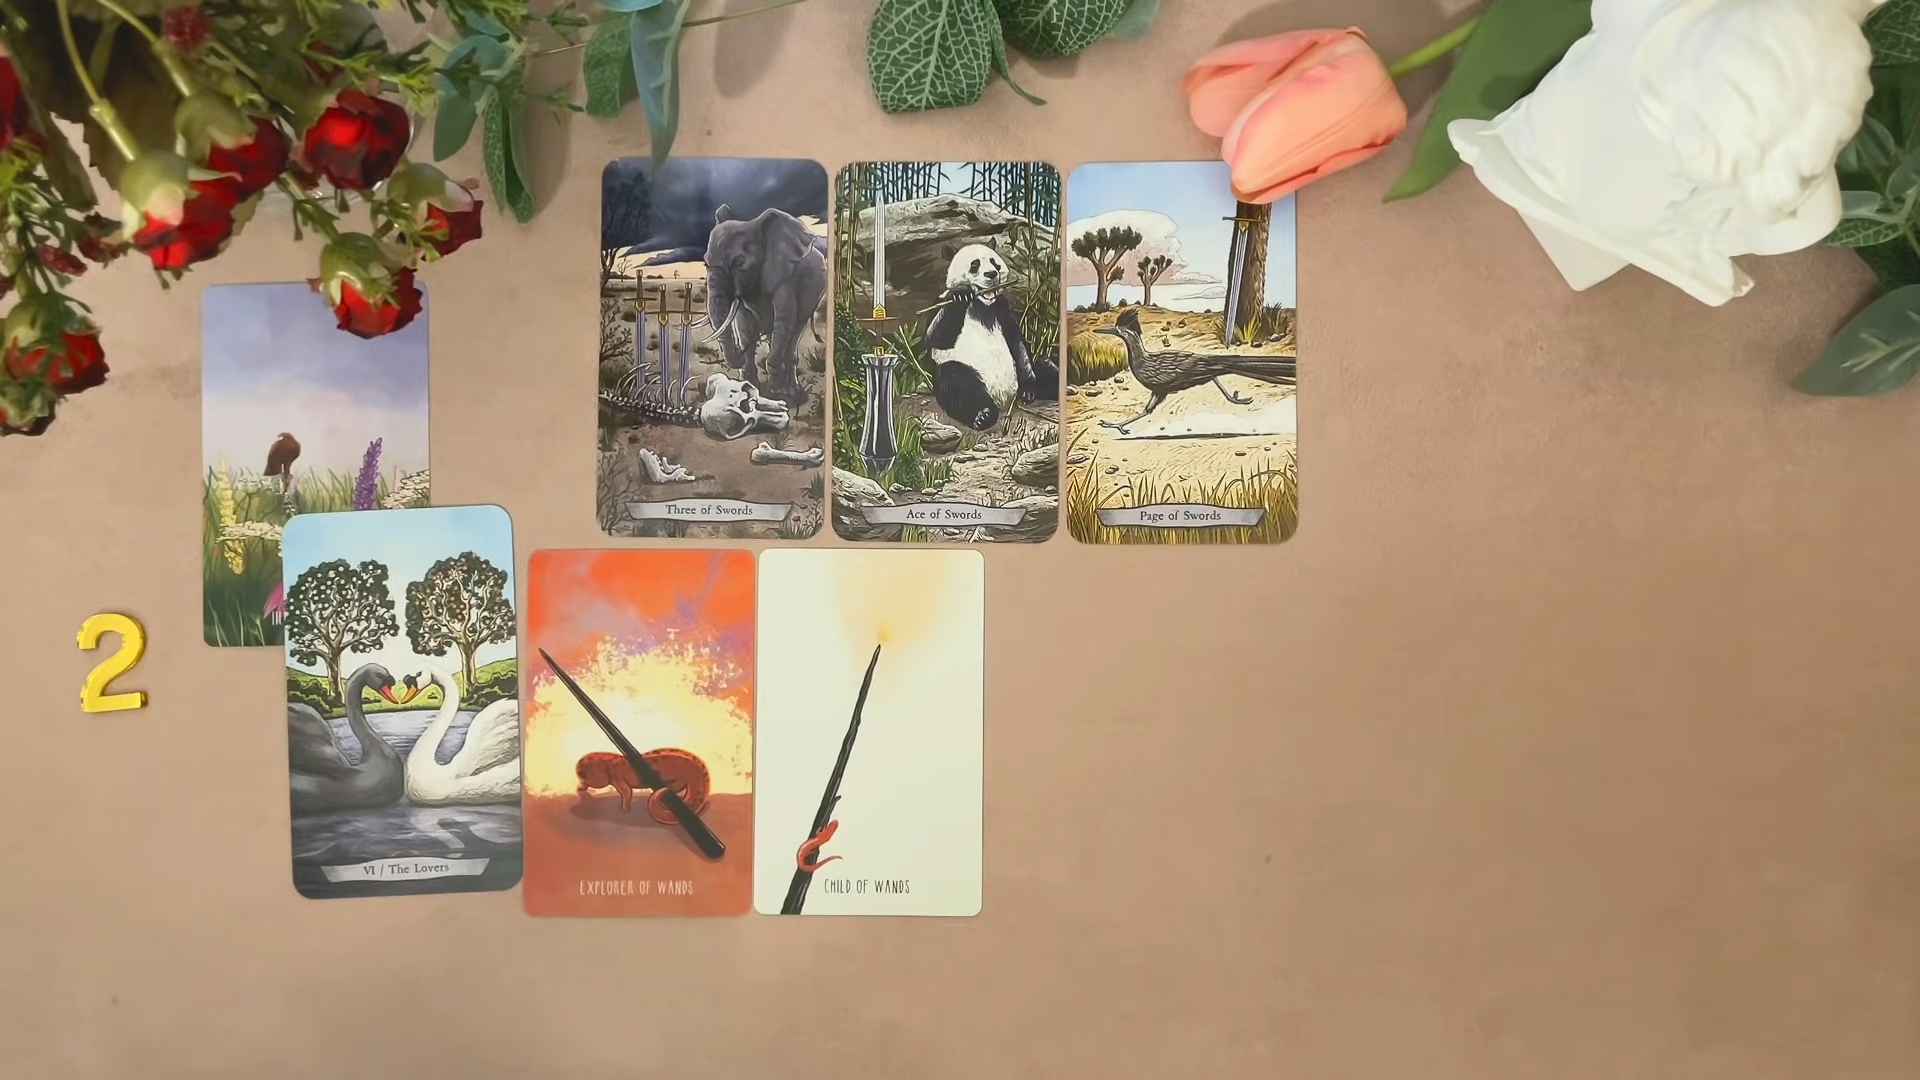 Three of Swords
Ace of Swords
Page of Swords
2
VI / The Lovers
EXPLORER OF WANDS
CHILD OF WANDS